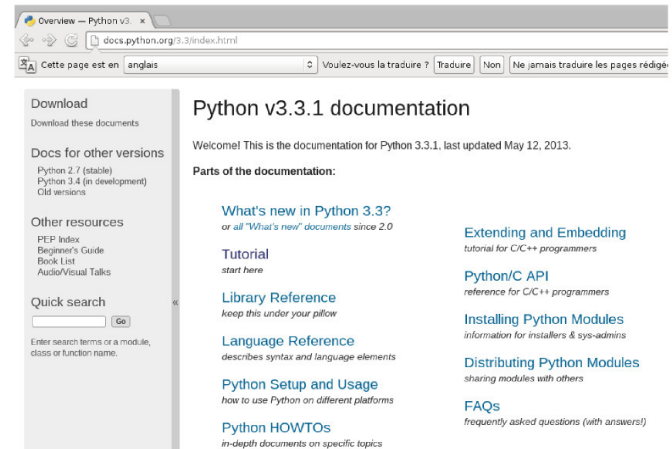 Overview — Python v3.
docs.python.org/3.3/index.html
Cette page est en anglais Voulez-vous la traduire ? Traduire Non Ne jamais traduire les pages rédigé
Download
Download these documents
Docs for other versions
Python 2.7 (stable)
Python 3.4 (in development)
Old versions
Other resources
PEP Index
Beginner's Guide
Book List
Audio/Visual Talks
Quick search
Go
Enter search terms or a module,
class or function name.
«
Python v3.3.1 documentation
Welcome! This is the documentation for Python 3.3.1, last updated May 12, 2013.
Parts of the documentation:
What's new in Python 3.3?
or all "What's new" documents since 2.0
Tutorial
start here
Library Reference
keep this under your pillow
Language Reference
describes syntax and language elements
Python Setup and Usage
how to use Python on different platforms
Python HOWTOs
in-depth documents on specific topics
Extending and Embedding
tutorial for C/C++ programmers
Python/C API
reference for C/C++ programmers
Installing Python Modules
information for installers & sys-admins
Distributing Python Modules
sharing modules with others
FAQs
frequently asked questions (with answers!)